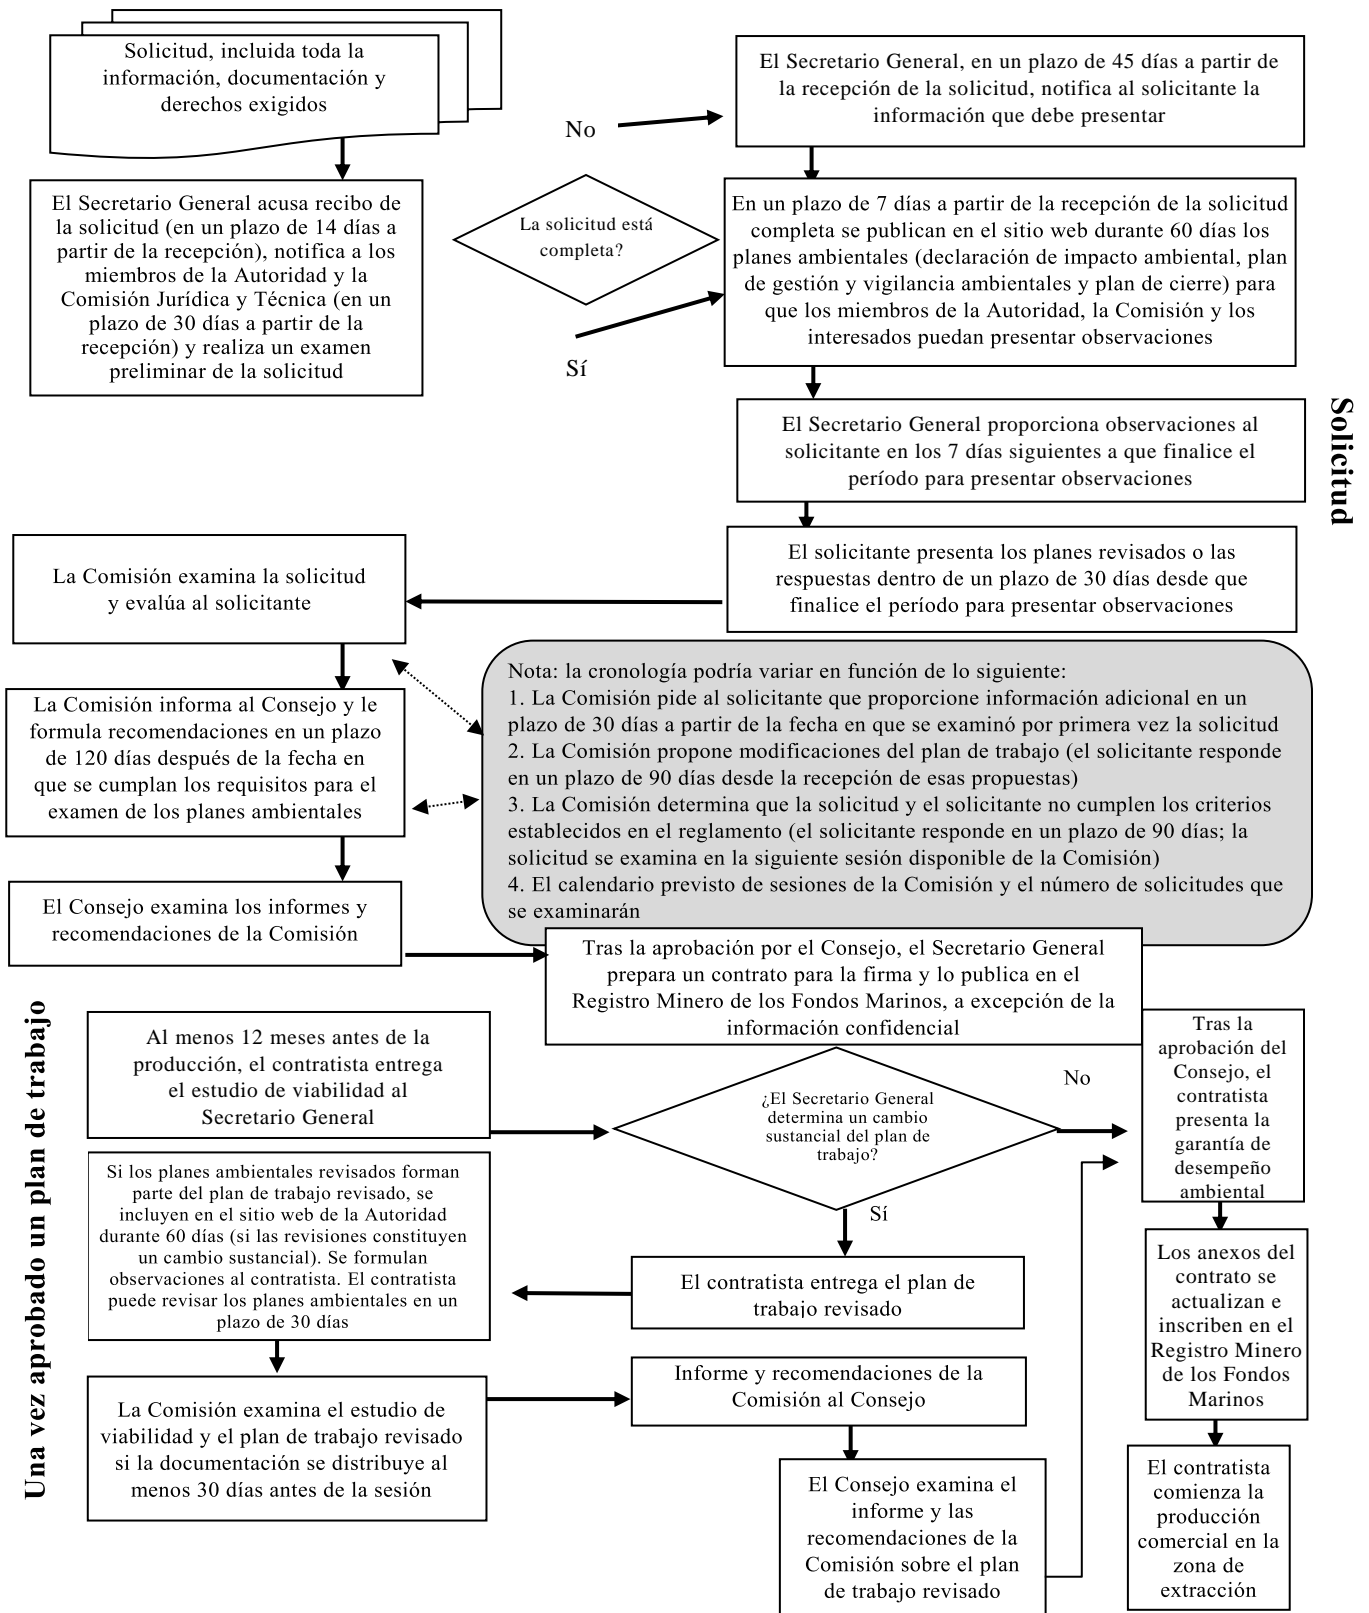 Solicitud, incluida toda la
información, documentación y
derechos exigidos
El Secretario General acusa recibo de
la solicitud (en un plazo de 14 días a
partir de la recepción), notifica a los
miembros de la Autoridad y la
Comisión Jurídica y Técnica (en un
plazo de 30 días a partir de la
recepción) y realiza un examen
preliminar de la solicitud
La solicitud está
completa?
No
Sí
El Secretario General, en un plazo de 45 días a partir de
la recepción de la solicitud, notifica al solicitante la
información que debe presentar
En un plazo de 7 días a partir de la recepción de la solicitud
completa se publican en el sitio web durante 60 días los
planes ambientales (declaración de impacto ambiental, plan
de gestión y vigilancia ambientales y plan de cierre) para
que los miembros de la Autoridad, la Comisión y los
interesados puedan presentar observaciones
El Secretario General proporciona observaciones al
solicitante en los 7 días siguientes a que finalice el
período para presentar observaciones
Solicitud
El solicitante presenta los planes revisados o las
respuestas dentro de un plazo de 30 días desde que
finalice el período para presentar observaciones
La Comisión examina la solicitud
y evalúa al solicitante
La Comisión informa al Consejo y le
formula recomendaciones en un plazo
de 120 días después de la fecha en
que se cumplan los requisitos para el
examen de los planes ambientales
Nota: la cronología podría variar en función de lo siguiente:
1. La Comisión pide al solicitante que proporcione información adicional en un
plazo de 30 días a partir de la fecha en que se examinó por primera vez la solicitud
2. La Comisión propone modificaciones del plan de trabajo (el solicitante responde
en un plazo de 90 días desde la recepción de esas propuestas)
3. La Comisión determina que la solicitud y el solicitante no cumplen los criterios
establecidos en el reglamento (el solicitante responde en un plazo de 90 días; la
solicitud se examina en la siguiente sesión disponible de la Comisión)
4. El calendario previsto de sesiones de la Comisión y el número de solicitudes que
se examinarán
El Consejo examina los informes y
recomendaciones de la Comisión
Tras la aprobación por el Consejo, el Secretario General
prepara un contrato para la firma y lo publica en el
Registro Minero de los Fondos Marinos, a excepción de la
información confidencial
Una vez aprobado un plan de trabajo
Al menos 12 meses antes de la
producción, el contratista entrega
el estudio de viabilidad al
Secretario General
¿El Secretario General
determina un cambio
sustancial del plan de
trabajo?
No
Sí
Tras la
aprobación del
Consejo, el
contratista
presenta la
garantía de
desempeño
ambiental
Si los planes ambientales revisados forman
parte del plan de trabajo revisado, se
incluyen en el sitio web de la Autoridad
durante 60 días (si las revisiones constituyen
un cambio sustancial). Se formulan
observaciones al contratista. El contratista
puede revisar los planes ambientales en un
plazo de 30 días
El contratista entrega el plan de
trabajo revisado
Los anexos del
contrato se
actualizan e
inscriben en el
Registro Minero
de los Fondos
Marinos
La Comisión examina el estudio de
viabilidad y el plan de trabajo revisado
si la documentación se distribuye al
menos 30 días antes de la sesión
Informe y recomendaciones de la
Comisión al Consejo
El Consejo examina el
informe y las
recomendaciones de la
Comisión sobre el plan
de trabajo revisado
El contratista
comienza la
producción
comercial en la
zona de
extracción